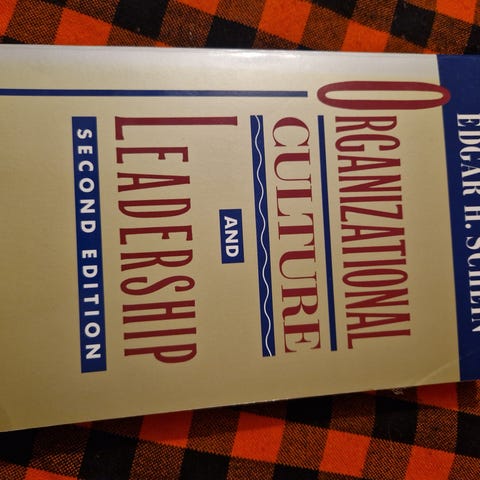 EDGAR H. SCHEIN
ORGANIZATIONAL
CULTURE
AND
LEADERSHIP
SECOND EDITION